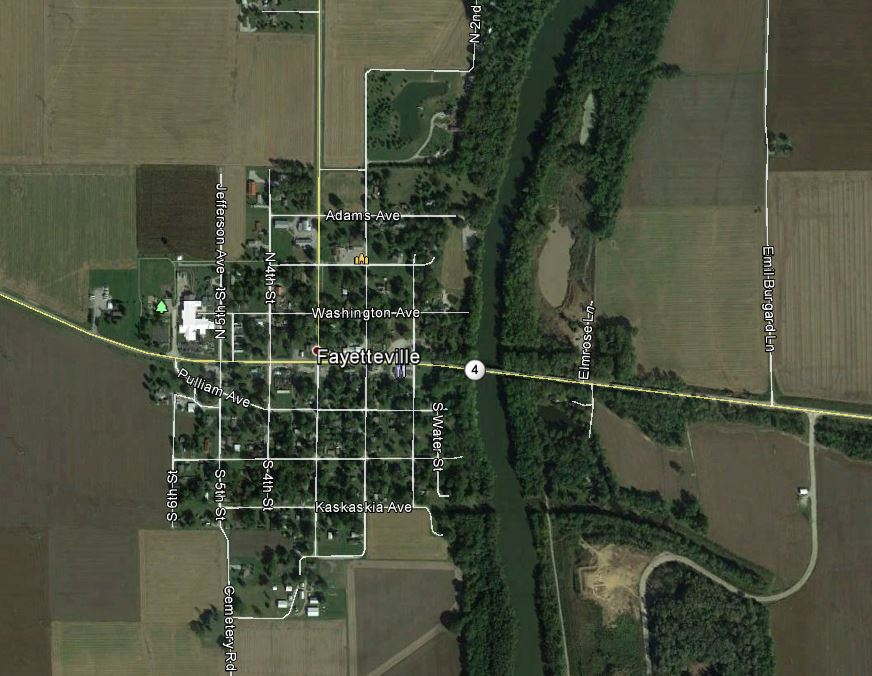 N 2nd
Jefferson Ave
Adams Ave
N 4th St
N 5th St
Washington Ave
Emil Burgard Ln
Elmrose Ln
Fayetteville
4
Pulliam Ave
S Water St
S 6th St
S 5th St
S 4th St
Kaskaskia Ave
Cemetery Rd